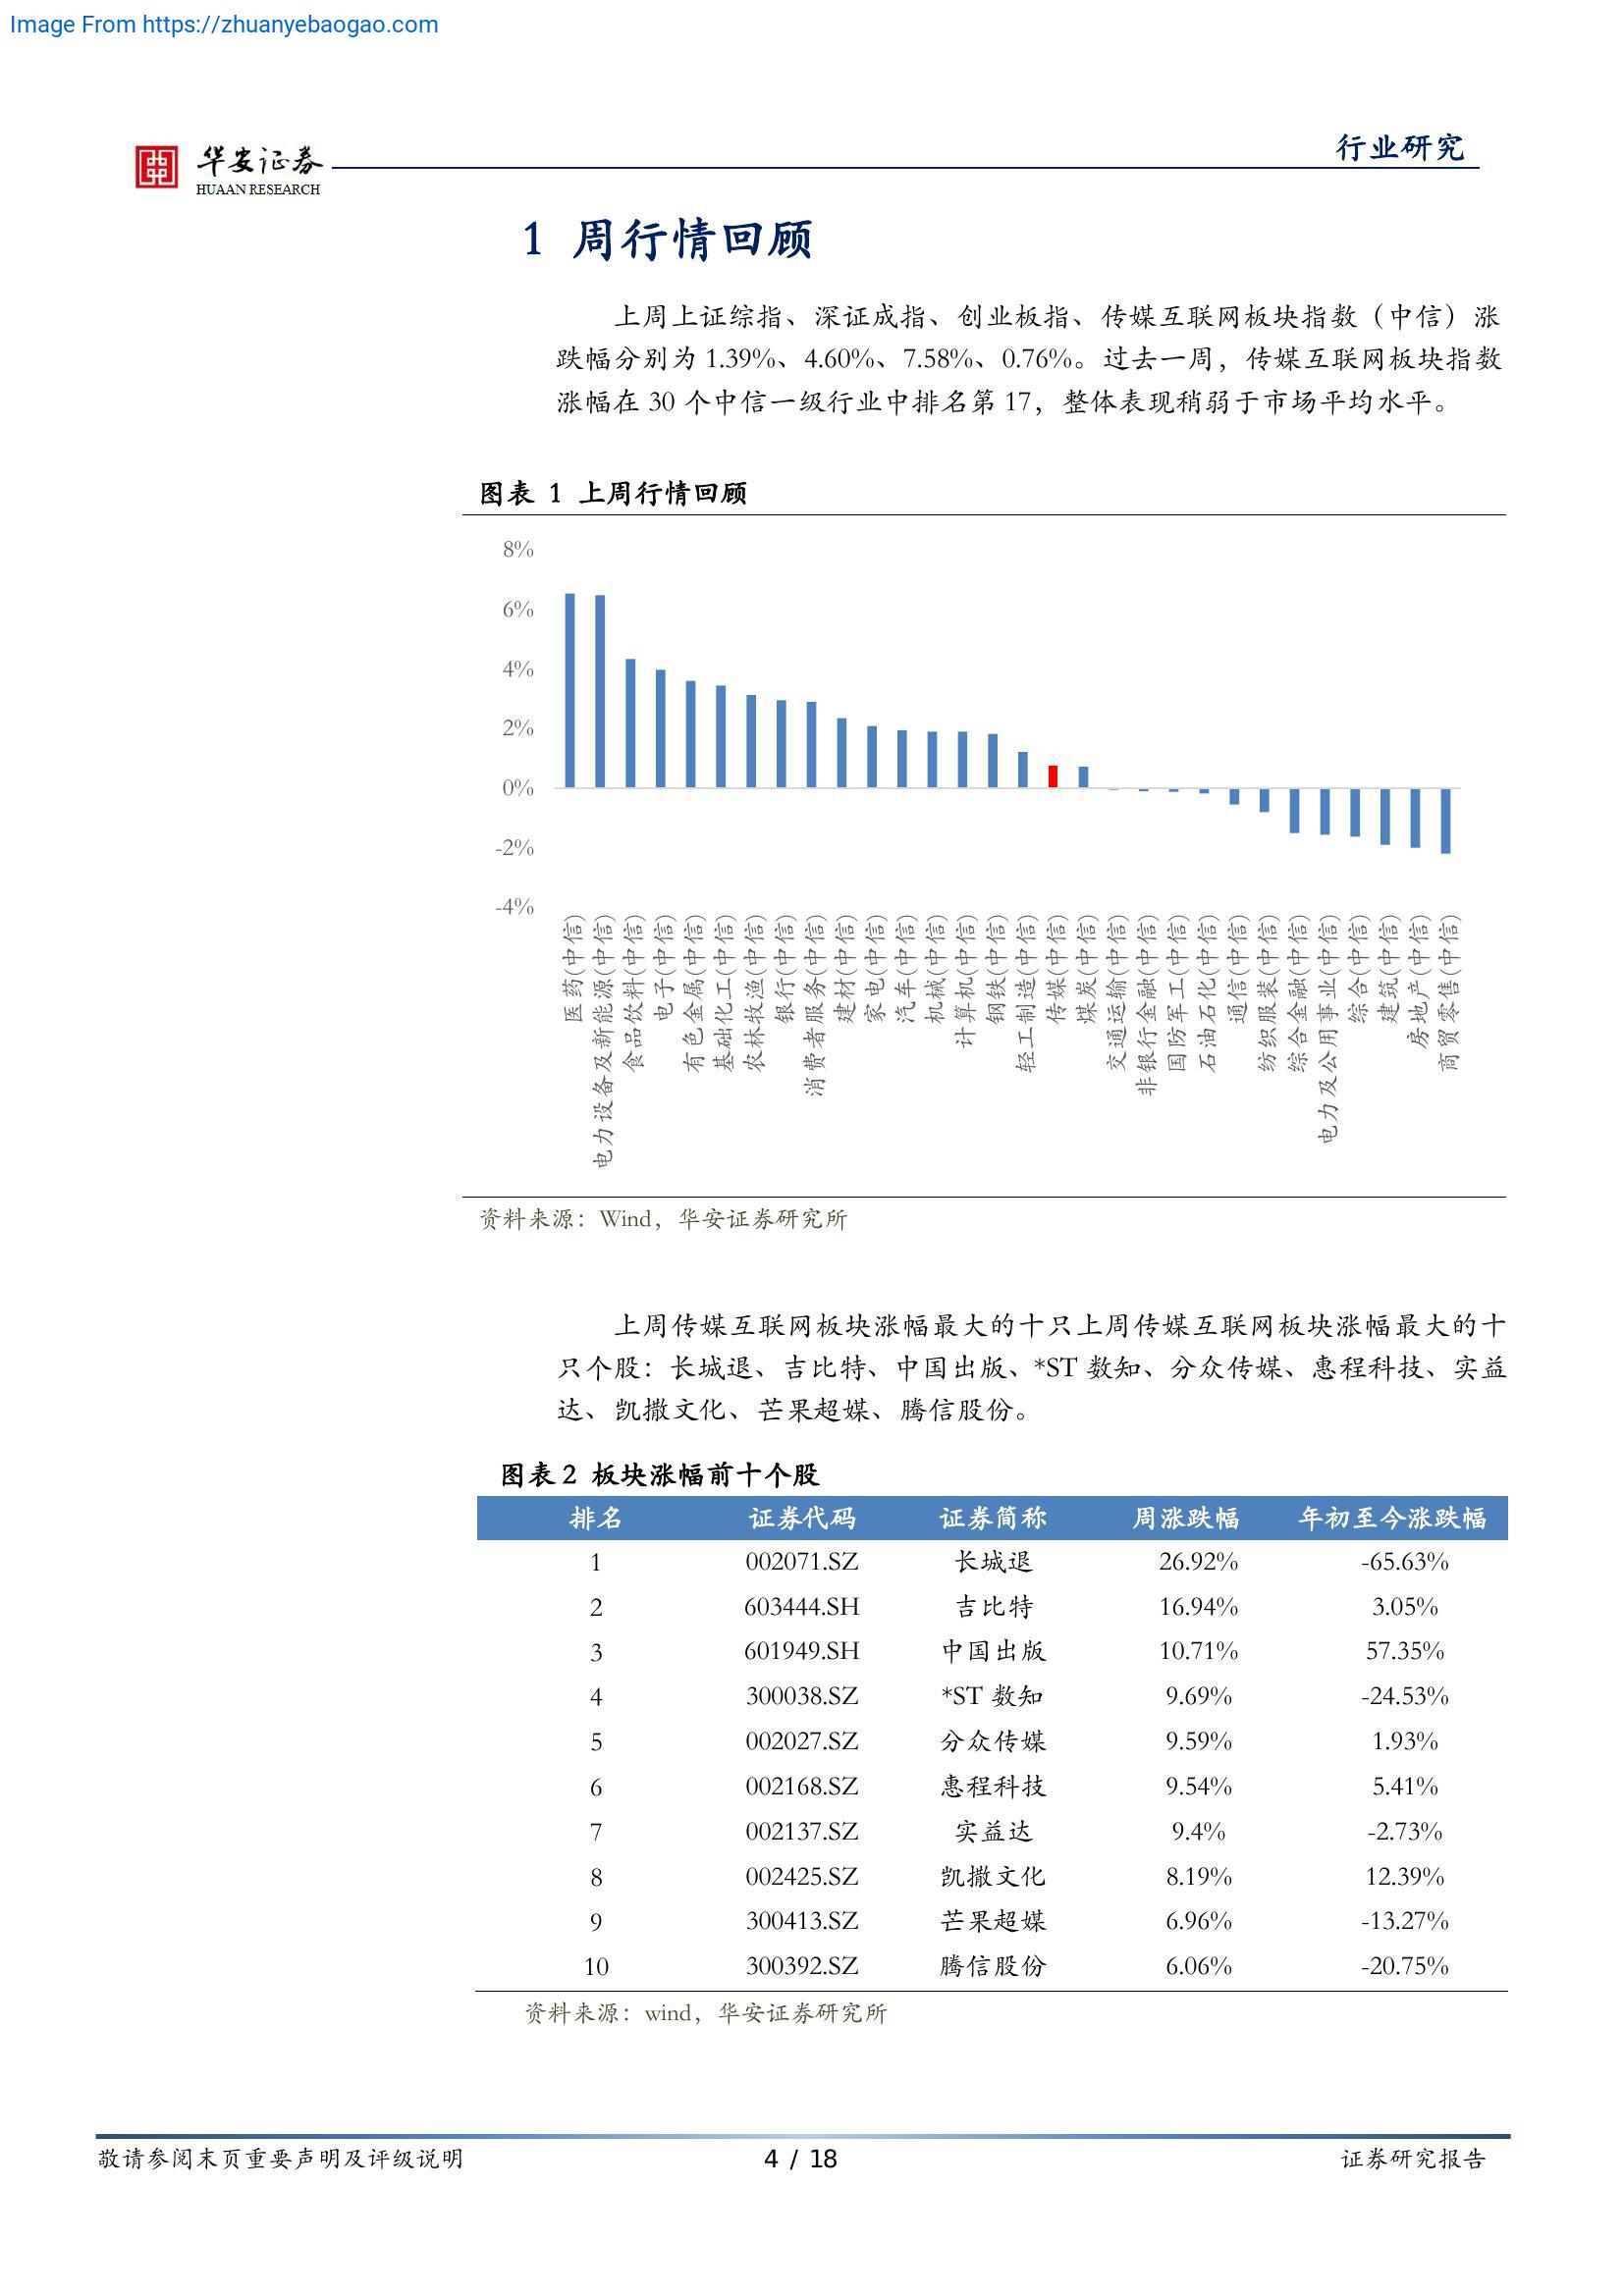 Image From https://zhuanyebaogao.com
华安证券
HUAAN RESEARCH
行业研究
1 周行情回顾
上周上证综指、深证成指、创业板指、传媒互联网板块指数（中信）涨
跌幅分别为 1.39%、4.60%、7.58%、0.76%。过去一周，传媒互联网板块指数
涨幅在 30 个中信一级行业中排名第 17，整体表现稍弱于市场平均水平。
图表 1 上周行情回顾
8%
6%
4%
2%
0%
-2%
-4%
医药(中信)
电力设备及新能源(中信)
食品饮料(中信)
电子(中信)
有色金属(中信)
基础化工(中信)
农林牧渔(中信)
银行(中信)
消费者服务(中信)
建材(中信)
家电(中信)
汽车(中信)
机械(中信)
计算机(中信)
钢铁(中信)
轻工制造(中信)
传媒(中信)
煤炭(中信)
交通运输(中信)
非银行金融(中信)
国防军工(中信)
石油石化(中信)
通信(中信)
纺织服装(中信)
综合金融(中信)
电力及公用事业(中信)
综合(中信)
建筑(中信)
房地产(中信)
商贸零售(中信)
资料来源：Wind，华安证券研究所
上周传媒互联网板块涨幅最大的十只上周传媒互联网板块涨幅最大的十
只个股：长城退、吉比特、中国出版、*ST 数知、分众传媒、惠程科技、实益
达、凯撒文化、芒果超媒、腾信股份。
图表 2 板块涨幅前十个股
排名 证券代码 证券简称 周涨跌幅 年初至今涨跌幅
1 002071.SZ 长城退 26.92% -65.63%
2 603444.SH 吉比特 16.94% 3.05%
3 601949.SH 中国出版 10.71% 57.35%
4 300038.SZ *ST 数知 9.69% -24.53%
5 002027.SZ 分众传媒 9.59% 1.93%
6 002168.SZ 惠程科技 9.54% 5.41%
7 002137.SZ 实益达 9.4% -2.73%
8 002425.SZ 凯撒文化 8.19% 12.39%
9 300413.SZ 芒果超媒 6.96% -13.27%
10 300392.SZ 腾信股份 6.06% -20.75%
资料来源：wind，华安证券研究所
敬请参阅末页重要声明及评级说明 4 / 18 证券研究报告